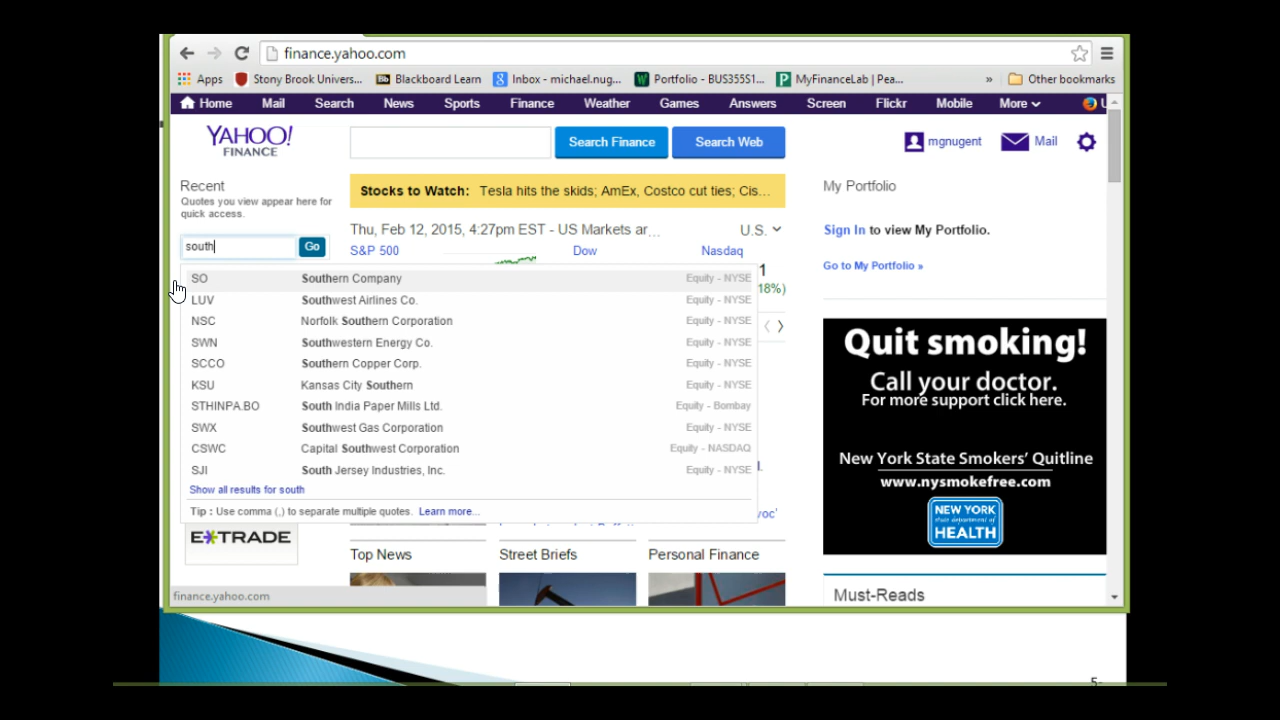 finance.yahoo.com
Apps Stony Brook Univers... Bb Blackboard Learn 8 Inbox - michael.nug... Portfolio - BUS355S1... P MyFinanceLab | Pea... » Other bookmarks
Home Mail Search News Sports Finance Weather Games Answers Screen Flickr Mobile More
YAHOO!
FINANCE
Search Finance Search Web mgnugent Mail
Recent
Quotes you view appear here for
quick access.
south Go
Stocks to Watch: Tesla hits the skids; AmEx, Costco cut ties; Cis...
My Portfolio
Thu, Feb 12, 2015, 4:27pm EST - US Markets ar... U.S.
S&P 500 Dow Nasdaq
Sign In to view My Portfolio.
Go to My Portfolio »
1
18%)
SO Southern Company Equity - NYSE
LUV Southwest Airlines Co. Equity - NYSE
NSC Norfolk Southern Corporation Equity - NYSE
SWN Southwestern Energy Co. Equity - NYSE
SCCO Southern Copper Corp. Equity - NYSE
KSU Kansas City Southern Equity - NYSE
STHINPA.BO South India Paper Mills Ltd. Equity - Bombay
SWX Southwest Gas Corporation Equity - NYSE
CSWC Capital Southwest Corporation Equity - NASDAQ
SJI South Jersey Industries, Inc. Equity - NYSE
Show all results for south
Tip : Use comma (,) to separate multiple quotes. Learn more...
E*TRADE
Top News Street Briefs Personal Finance
Quit smoking!
Call your doctor.
For more support click here.
New York State Smokers' Quitline
www.nysmokefree.com
NEW YORK
state department of
HEALTH
Must-Reads
finance.yahoo.com
5-